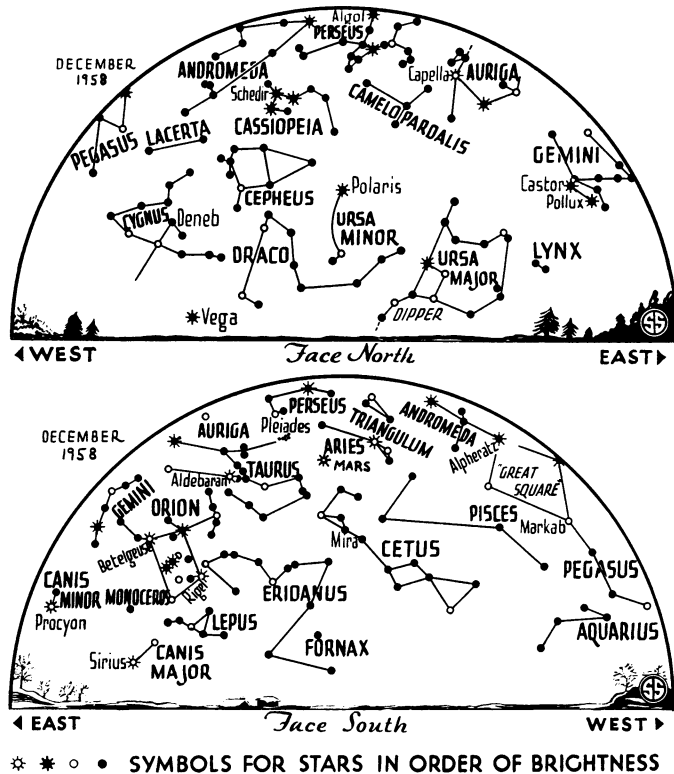 Algol
PERSEUS
DECEMBER
1958
ANDROMEDA
Capella
AURIGA
Schedir
CASSIOPEIA
CAMELOPARDALIS
PEGASUS
LACERTA
GEMINI
Castor
Pollux
CEPHEUS
Polaris
CYGNUS
Deneb
URSA
MINOR
DRACO
URSA
MAJOR
LYNX
DIPPER
Vega
WEST
Face North
EAST
DECEMBER
1958
PERSEUS
Pleiades
AURIGA
TRIANGULUM
ANDROMEDA
ARIES
MARS
Alpheratz
"GREAT
SQUARE"
Aldebaran
TAURUS
GEMINI
ORION
PISCES
Markab
Betelgeuse
Mira
CETUS
PEGASUS
CANIS
MINOR
MONOCEROS
Rigel
ERIDANUS
Procyon
LEPUS
AQUARIUS
Sirius
CANIS
MAJOR
FORNAX
EAST
Face South
WEST
SYMBOLS FOR STARS IN ORDER OF BRIGHTNESS